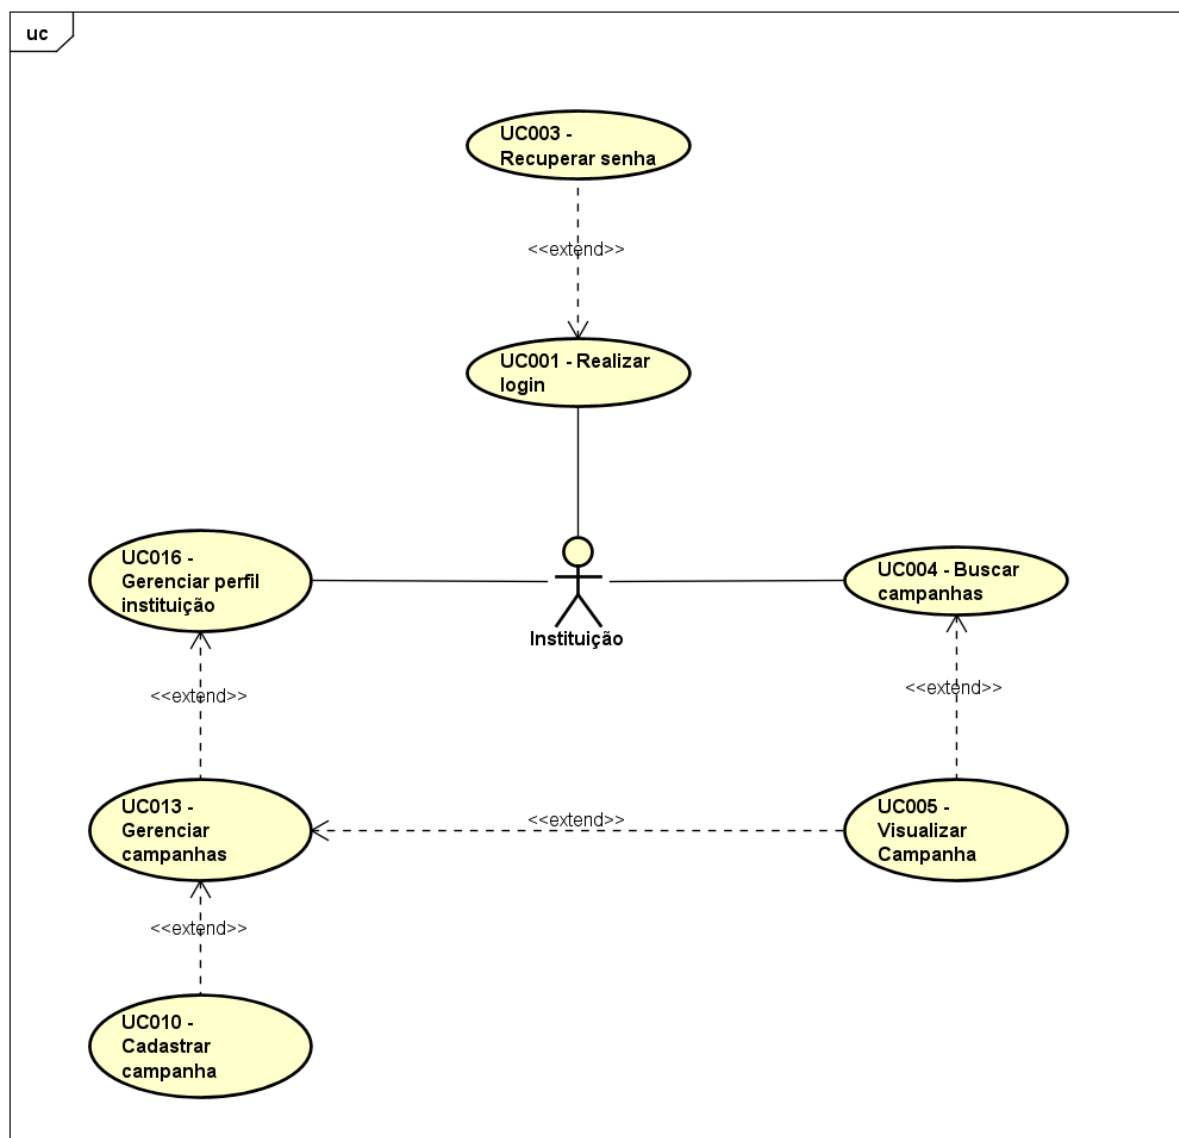 uc
UC003 -
Recuperar senha
<<extend>>
UC001 - Realizar
login
UC016 -
Gerenciar perfil
instituição
UC004 - Buscar
campanhas
Instituição
<<extend>>
<<extend>>
UC013 -
Gerenciar
campanhas
<<extend>>
UC005 -
Visualizar
Campanha
<<extend>>
UC010 -
Cadastrar
campanha